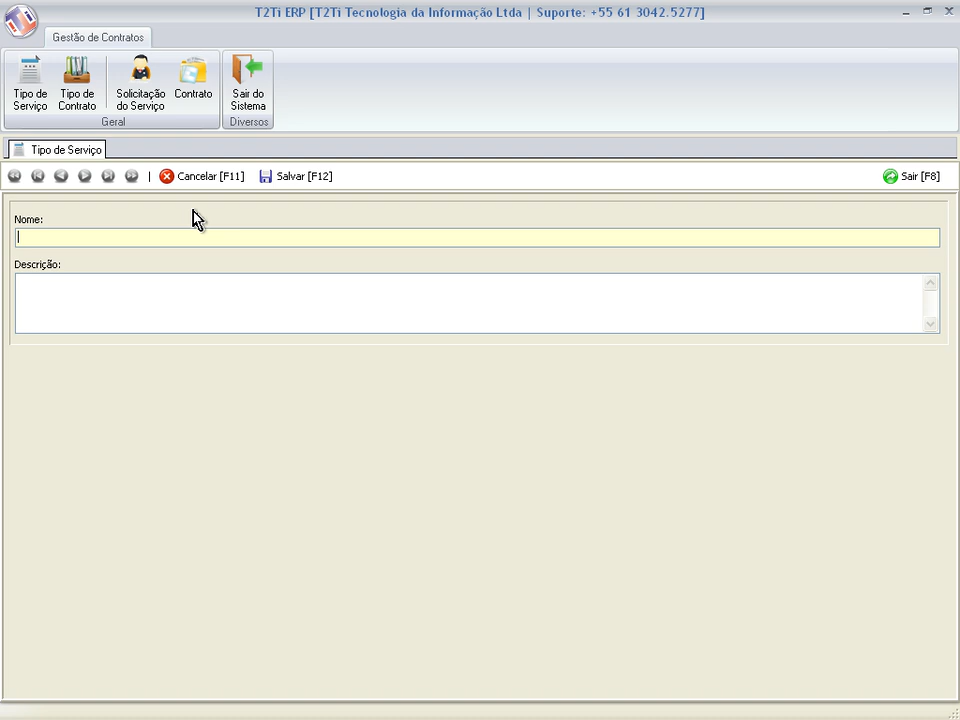 T2Ti ERP [T2Ti Tecnologia da Informação Ltda | Suporte: +55 61 3042.5277]
Gestão de Contratos
Tipo de Serviço
Tipo de Contrato
Solicitação do Serviço
Contrato
Sair do Sistema
Geral
Diversos
Tipo de Serviço
| Cancelar [F11] Salvar [F12] Sair [F8]
Nome:
Descrição: